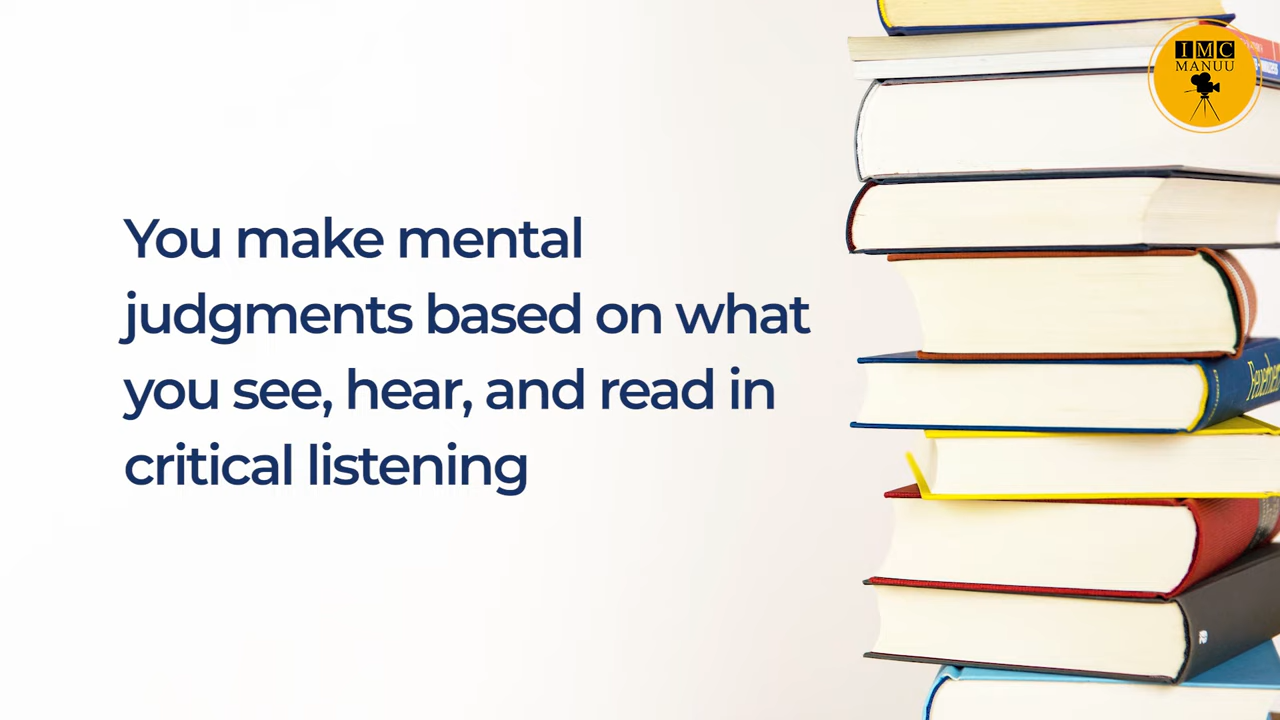 IMC
MANUU
You make mental
judgments based on what
you see, hear, and read in
critical listening